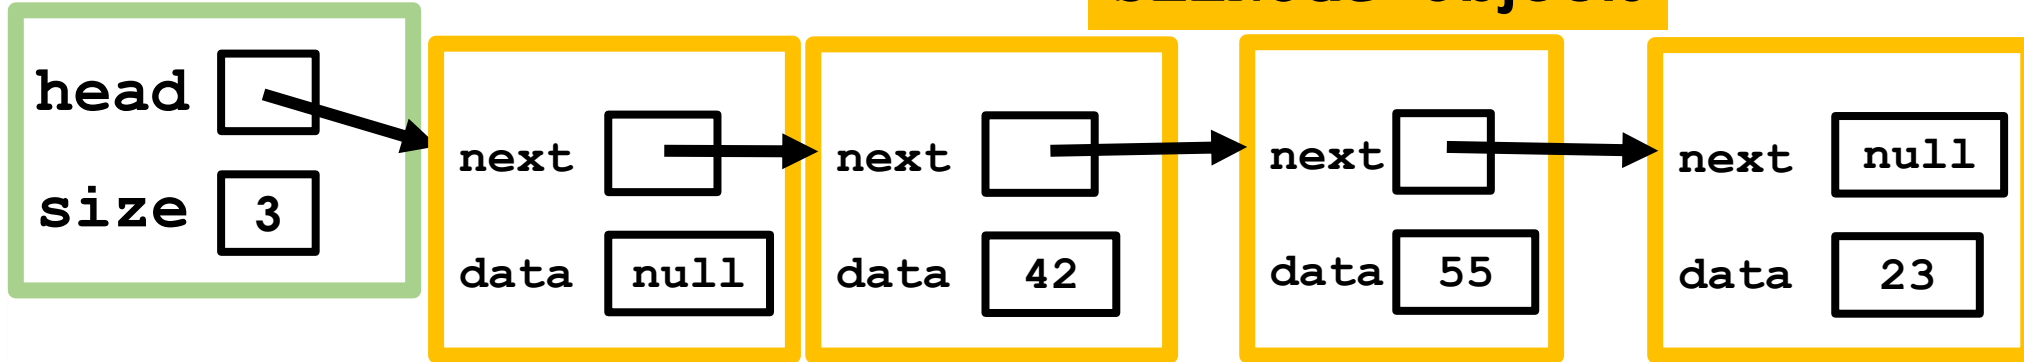 head
size 3
next
data null
next
data 42
next
data 55
next null
data 23